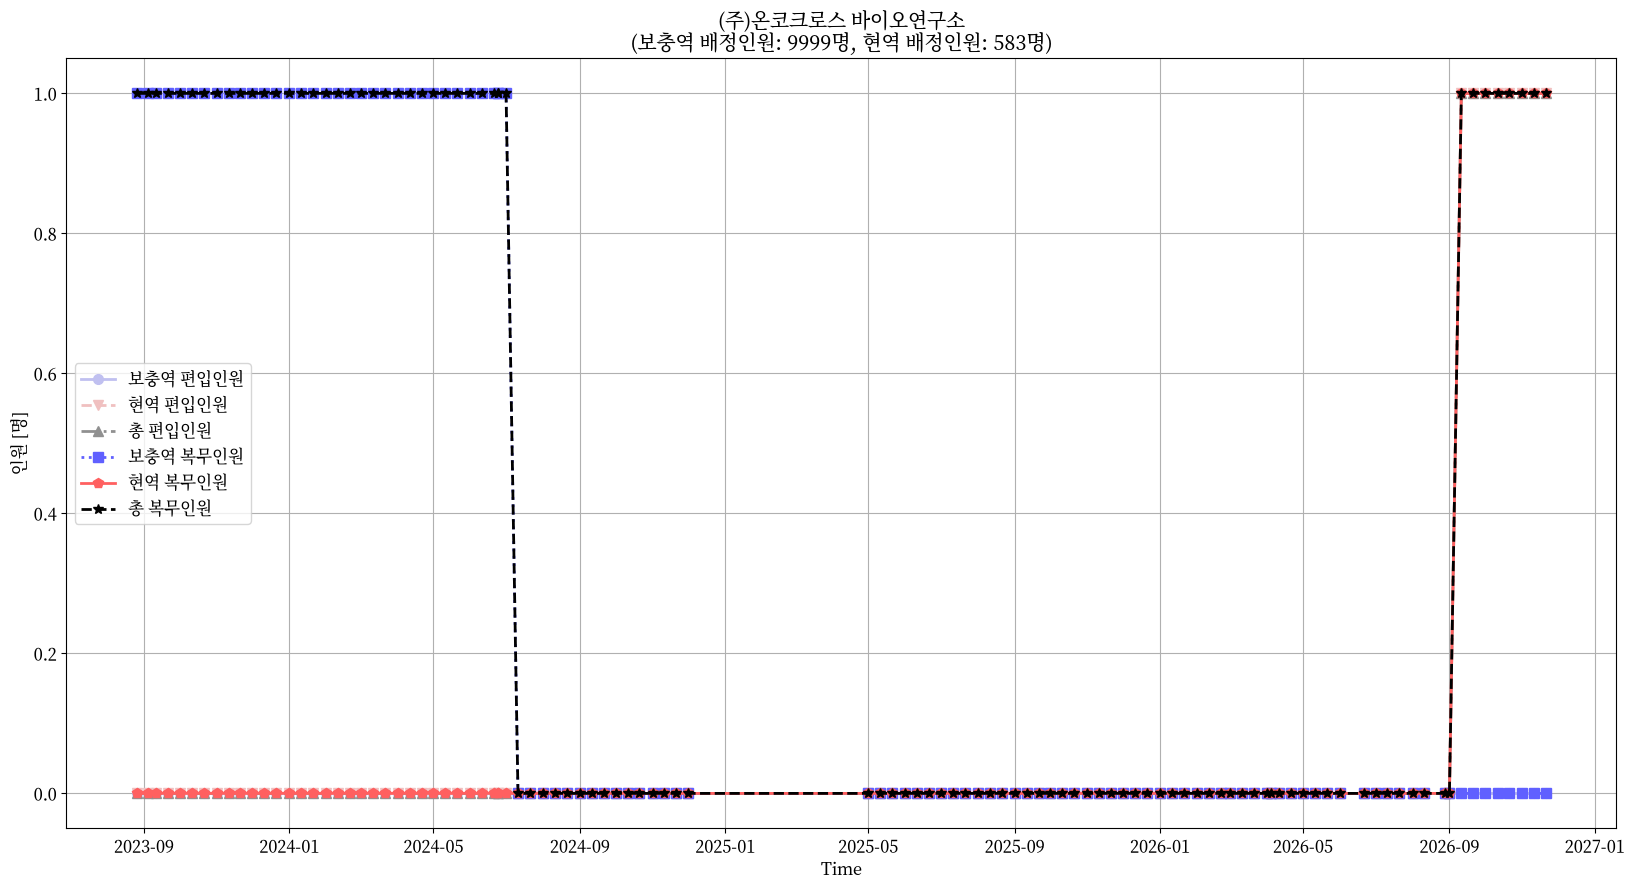 (주)온코크로스 바이오연구소
(보충역 배정인원: 9999명, 현역 배정인원: 583명)
인원 [명]
1.0
0.8
0.6
0.4
0.2
0.0
보충역 편입인원
현역 편입인원
총 편입인원
보충역 복무인원
현역 복무인원
총 복무인원
2023-09 2024-01 2024-05 2024-09 2025-01 2025-05 2025-09 2026-01 2026-05 2026-09 2027-01
Time